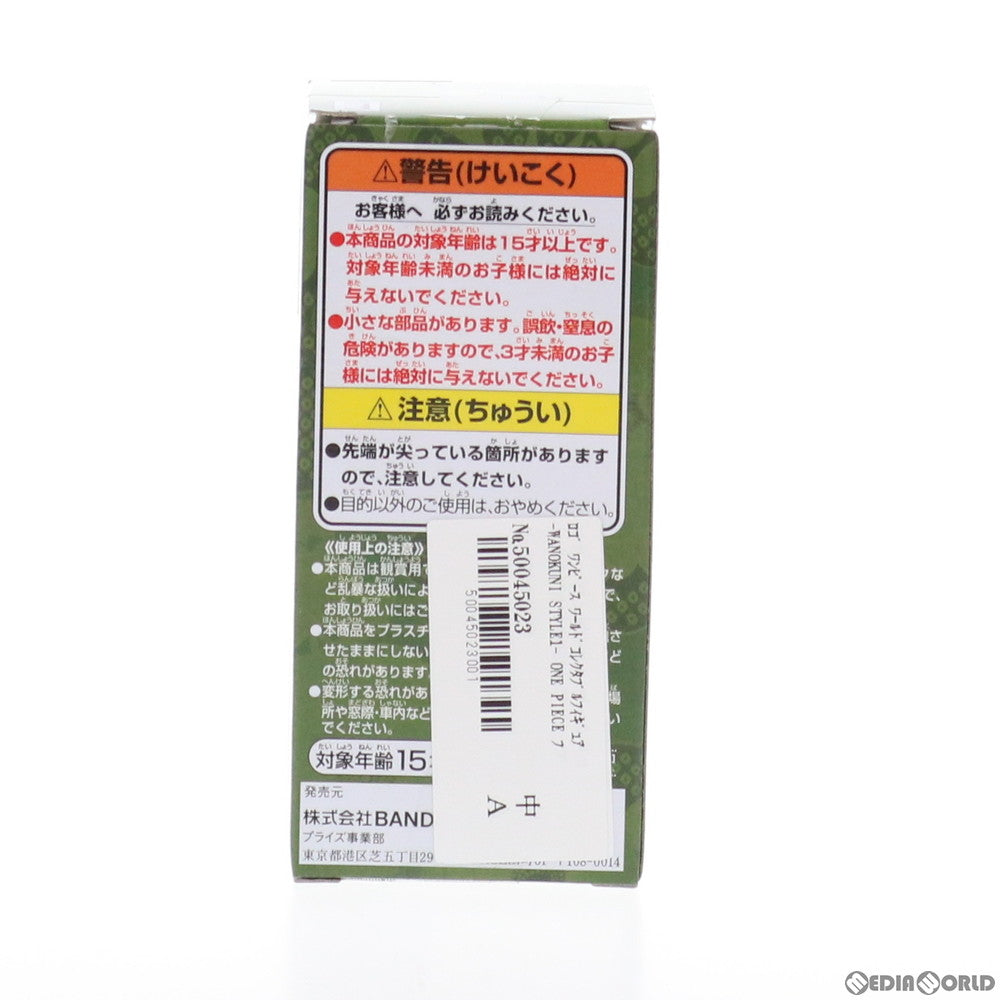 ⚠警告(けいこく)
お客様へ 必ずお読みください。
●本商品の対象年齢は15才以上です。
対象年齢未満のお子様には絶対に
与えないでください。
●小さな部品があります。誤飲・窒息の
危険がありますので、3才未満のお子
様には絶対に与えないでください。
⚠注意(ちゅうい)
●先端が尖っている箇所があります
ので、注意してください。
●目的以外のご使用は、おやめください。
《使用上の注意》
●本商品は観賞用
ど乱暴な扱いによ
お取り扱いにはご
●本商品をプラスチ
せたままにしない
の恐れがあります
●変形する恐れがあ
所や窓際・車内など
でください。
対象年齢15
発売元
株式会社BAND
プライズ事業部
東京都港区芝五丁目29
〒108-0014
ロゴ ワンピース ワールドコレクタブルフィギュア
-WANOKUNI STYLE1- ONE PIECE フ
No.50045023
50045023001
中
A
MEDIAWORLD